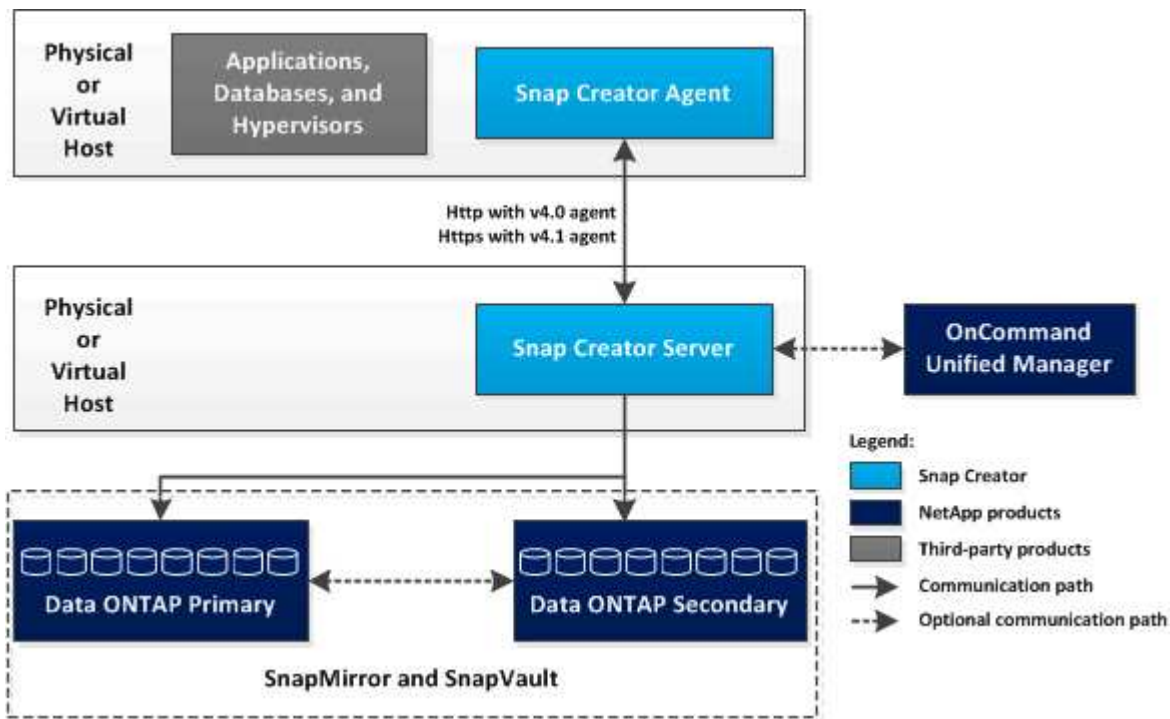 Physical
or
Virtual
Host
Applications,
Databases, and
Hypervisors
Snap Creator Agent
Http with v4.0 agent
Https with v4.1 agent
Physical
or
Virtual
Host
Snap Creator Server
OnCommand
Unified Manager
Legend:
Snap Creator
NetApp products
Third-party products
Communication path
Optional communication path
Data ONTAP Primary
Data ONTAP Secondary
SnapMirror and SnapVault